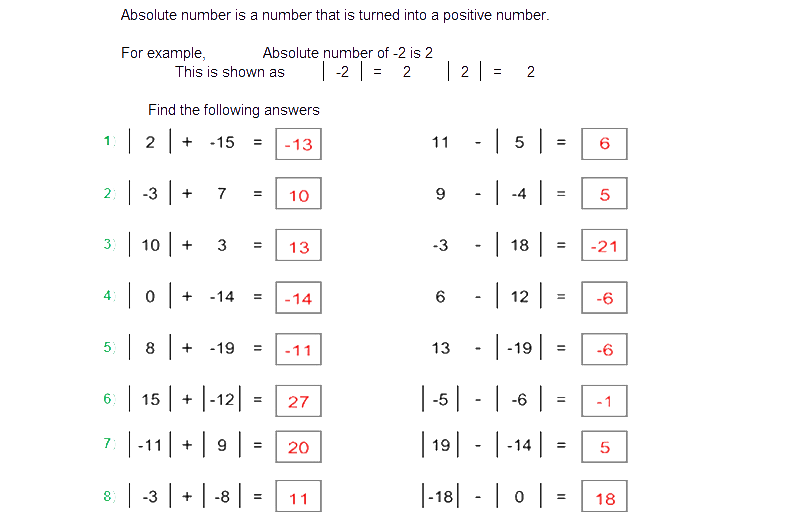 Absolute number is a number that is turned into a positive number.
For example, Absolute number of -2 is 2
This is shown as | -2 | = 2 | 2 | = 2
Find the following answers
1) | 2 | + -15 = -13 11 - | 5 | = 6
2) | -3 | + 7 = 10 9 - | -4 | = 5
3) | 10 | + 3 = 13 -3 - | 18 | = -21
4) | 0 | + -14 = -14 6 - | 12 | = -6
5) | 8 | + -19 = -11 13 - | -19 | = -6
6) | 15 | + | -12 | = 27 | -5 | - | -6 | = -1
7) | -11 | + | 9 | = 20 | 19 | - | -14 | = 5
8) | -3 | + | -8 | = 11 | -18 | - | 0 | = 18